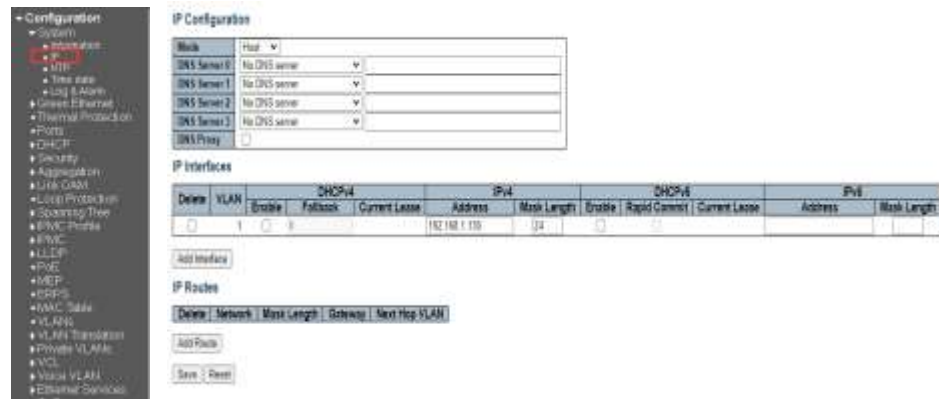 Configuration
System
Information
IP
NTP
Time date
Log & Alarm
Green Ethernet
Thermal Protection
Ports
DHCP
Security
Aggregation
Link OAM
Loop Protection
Spanning Tree
IPMC Profile
IPMC
LLDP
PoE
MEP
ERPS
MAC Table
VLANs
VLAN Translation
Private VLANs
VCL
Voice VLAN
Ethernet Services
IP Configuration
Mode Host
DNS Server 0 No DNS server
DNS Server 1 No DNS server
DNS Server 2 No DNS server
DNS Server 3 No DNS server
DNS Proxy
IP Interfaces
Delete VLAN DHCPv4 IPv4 DHCPv6 IPv6
Enable Fallback Current Lease Address Mask Length Enable Rapid Commit Current Lease Address Mask Length
1 0 24
Add Interface
IP Routes
Delete Network Mask Length Gateway Next Hop VLAN
Add Route
Save Reset